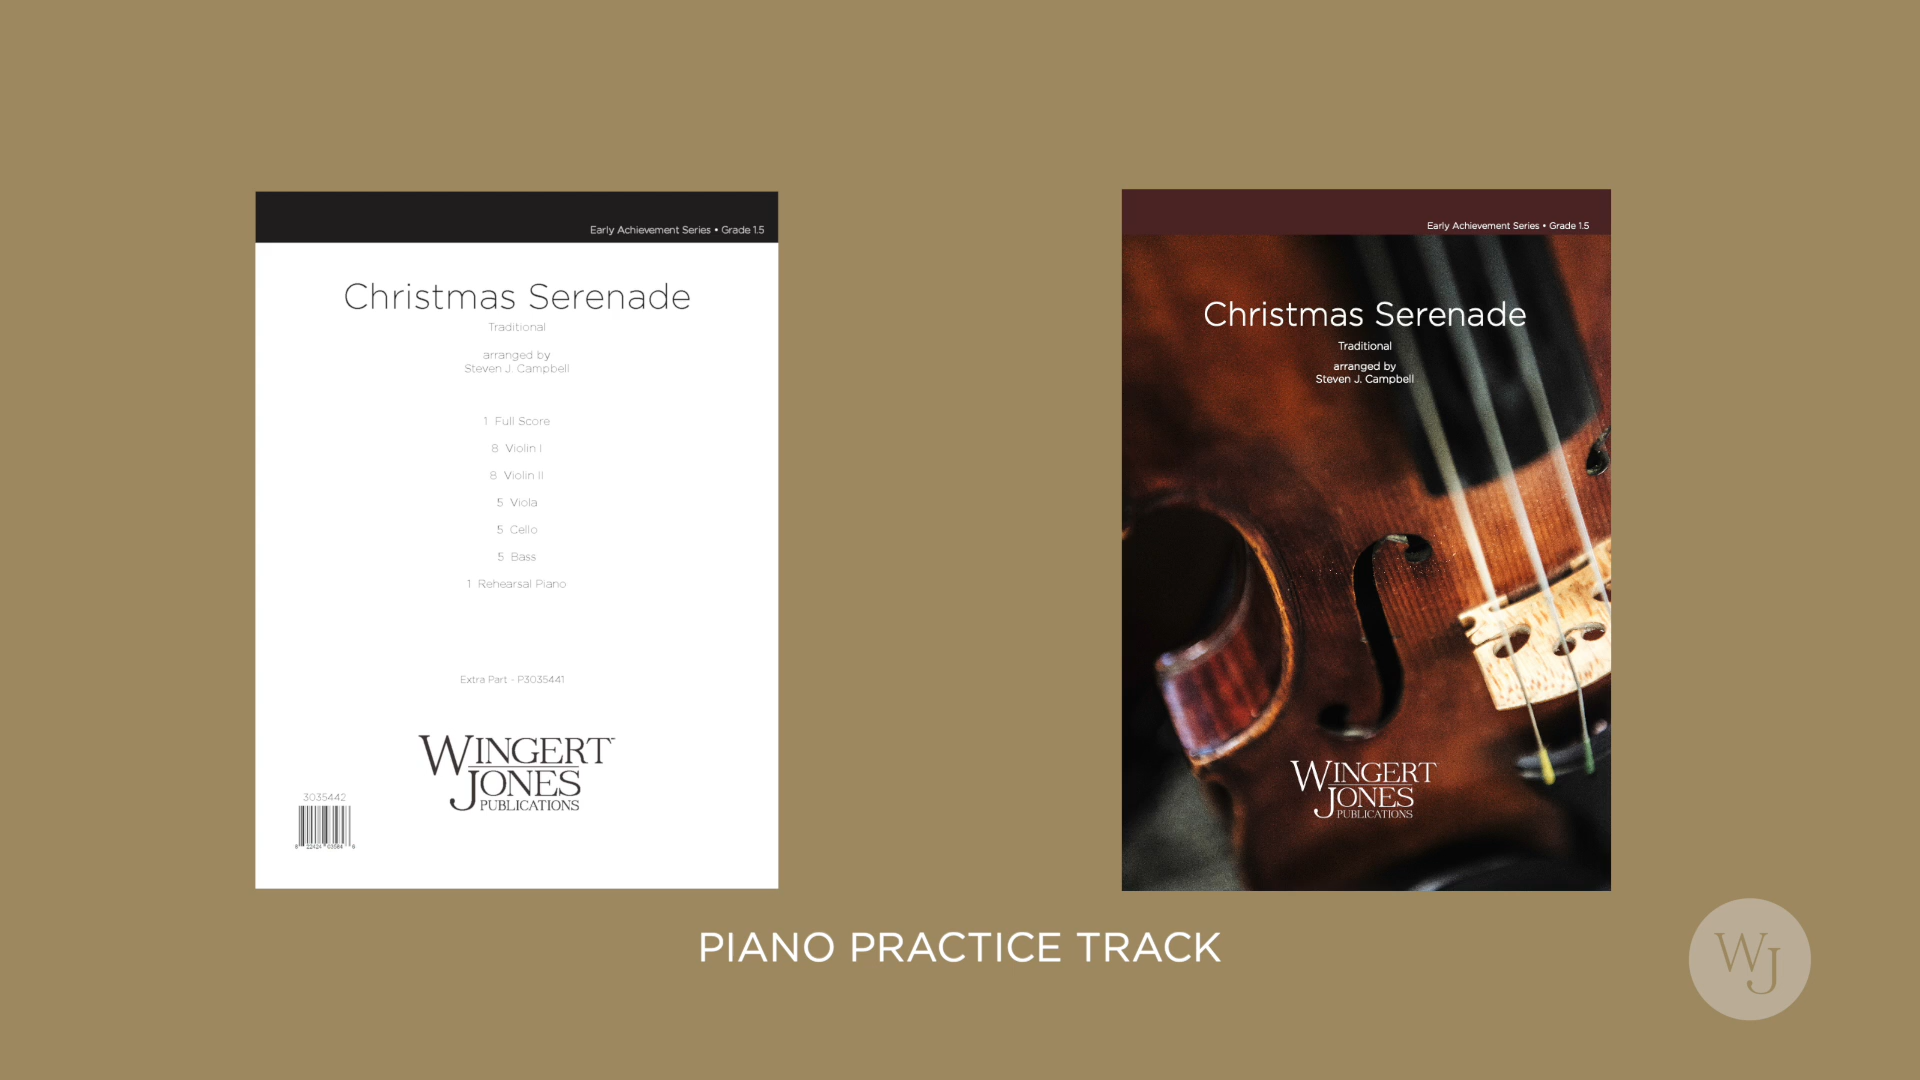 Early Achievement Series • Grade 1.5
Christmas Serenade
Traditional
arranged by
Steven J. Campbell
1 Full Score
8 Violin I
8 Violin II
5 Viola
5 Cello
5 Bass
1 Rehearsal Piano
Extra Part - P3035441
WINGERT
JONES
PUBLICATIONS
3035442
Early Achievement Series • Grade 1.5
Christmas Serenade
Traditional
arranged by
Steven J. Campbell
WINGERT
JONES
PUBLICATIONS
PIANO PRACTICE TRACK
WJ